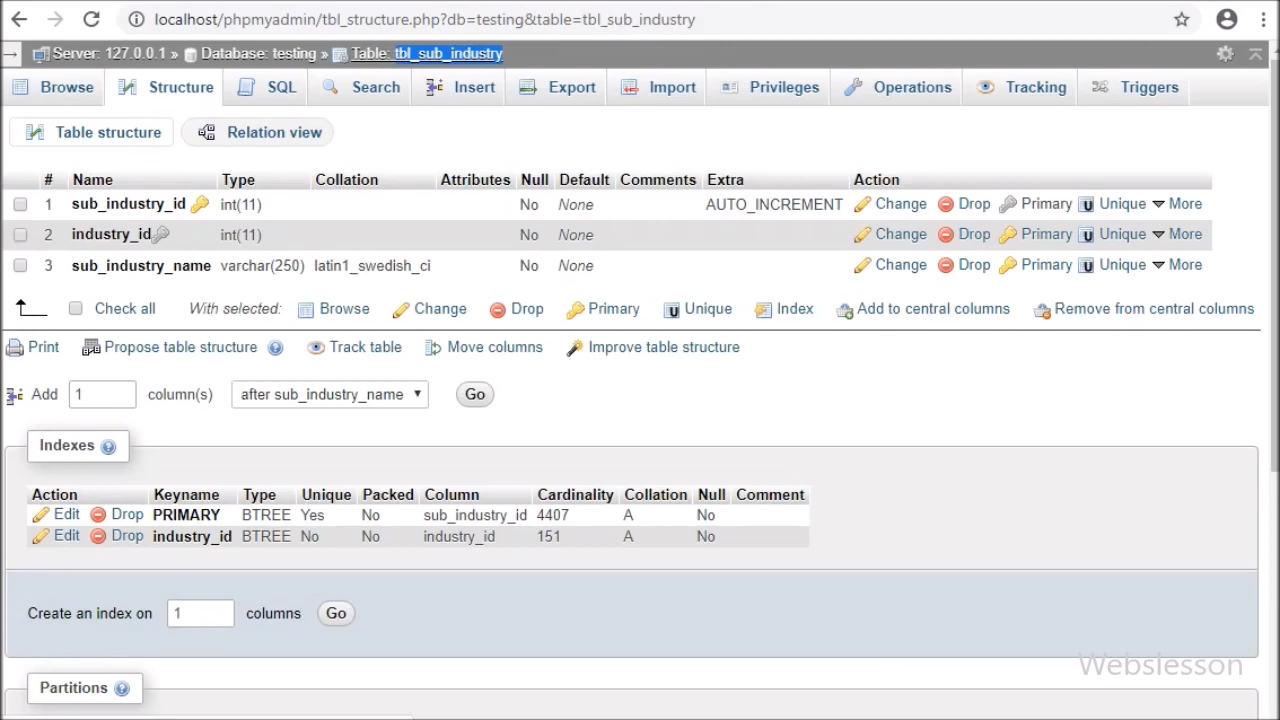 localhost/phpmyadmin/tbl_structure.php?db=testing&table=tbl_sub_industry
Server: 127.0.0.1 » Database: testing » Table: tbl_sub_industry
Browse Structure SQL Search Insert Export Import Privileges Operations Tracking Triggers
Table structure Relation view
# Name Type Collation Attributes Null Default Comments Extra Action
1 sub_industry_id int(11) No None AUTO_INCREMENT Change Drop Primary Unique More
2 industry_id int(11) No None Change Drop Primary Unique More
3 sub_industry_name varchar(250) latin1_swedish_ci No None Change Drop Primary Unique More
Check all With selected: Browse Change Drop Primary Unique Index Add to central columns Remove from central columns
Print Propose table structure Track table Move columns Improve table structure
Add 1 column(s) after sub_industry_name Go
Indexes
Action Keyname Type Unique Packed Column Cardinality Collation Null Comment
Edit Drop PRIMARY BTREE Yes No sub_industry_id 4407 A No
Edit Drop industry_id BTREE No No industry_id 151 A No
Create an index on 1 columns Go
Webslesson
Partitions